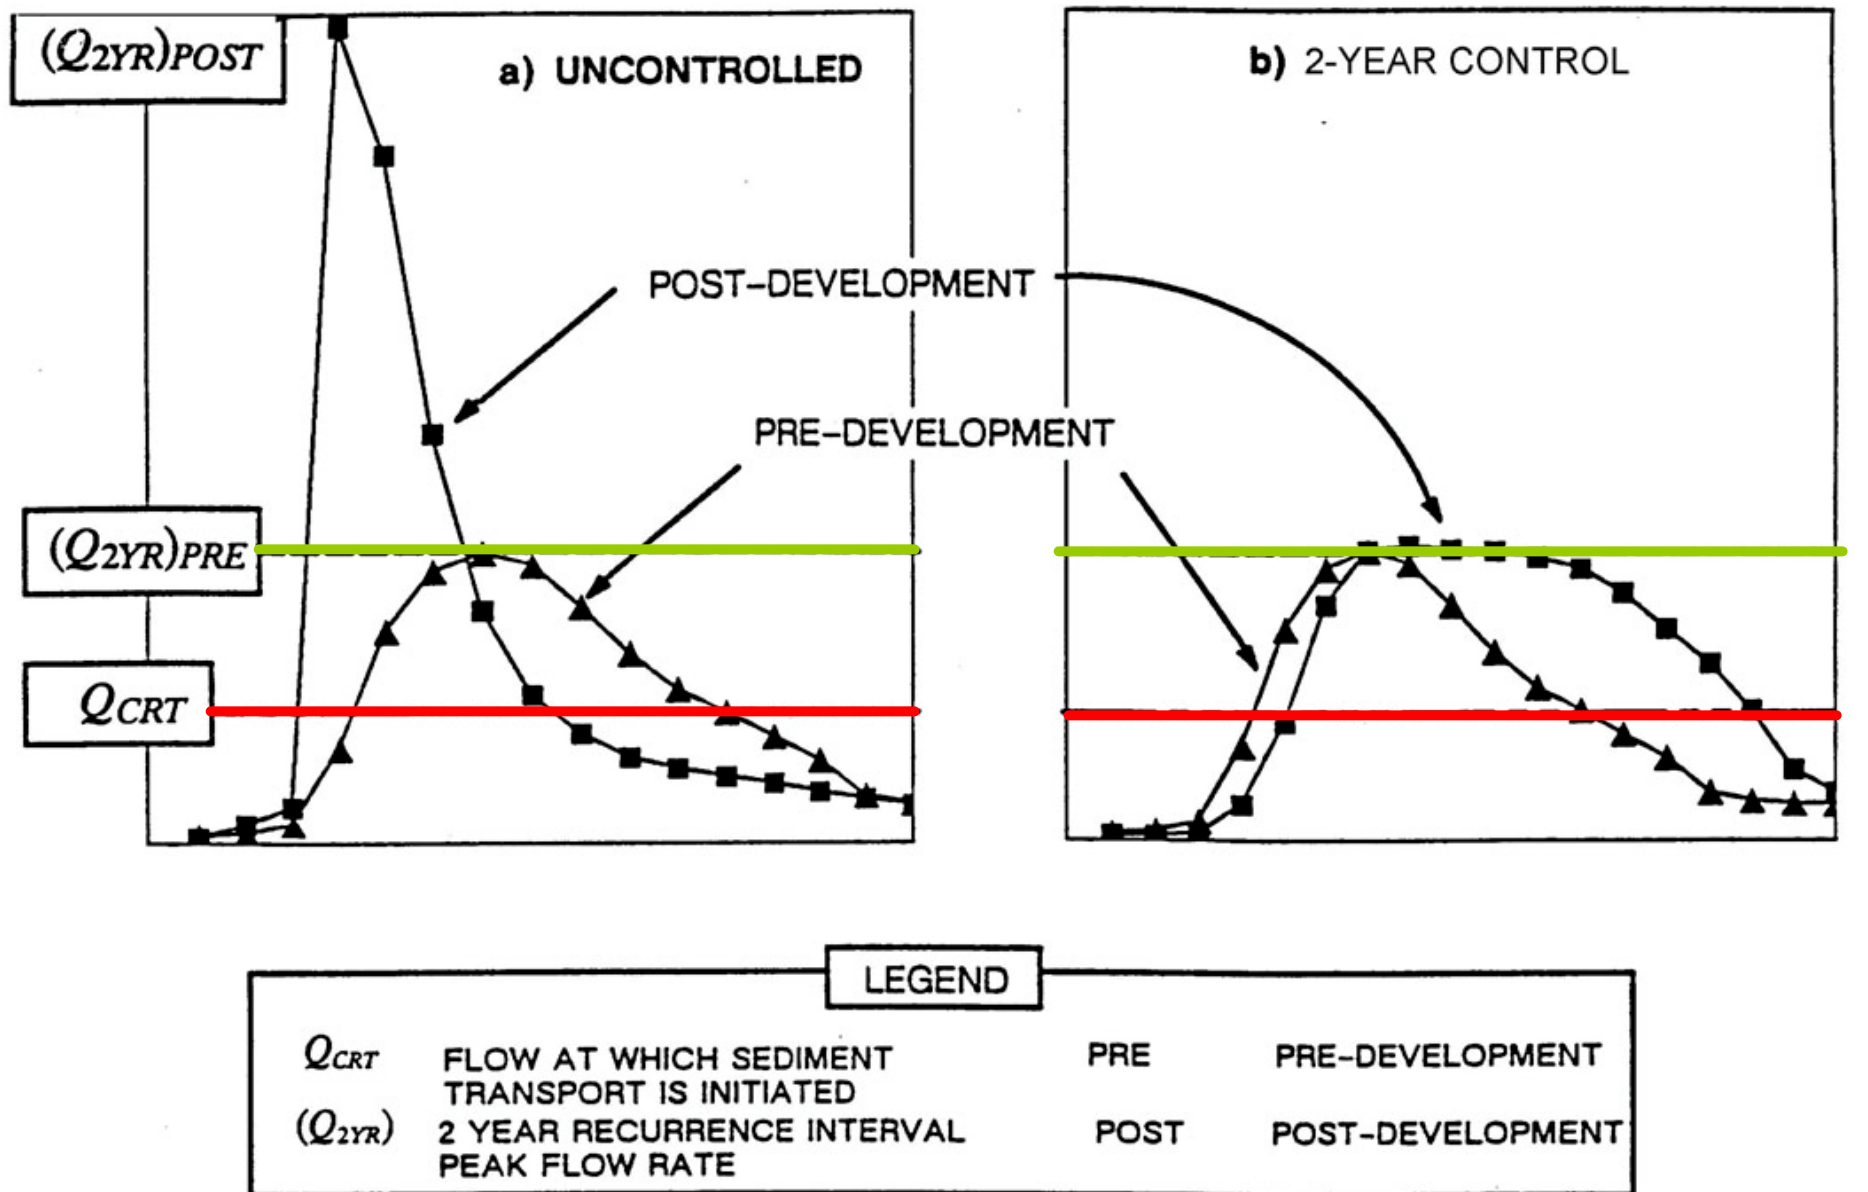 (Q2YR)POST
a) UNCONTROLLED
b) 2-YEAR CONTROL
POST-DEVELOPMENT
PRE-DEVELOPMENT
(Q2YR)PRE
QCRT
LEGEND
QCRT FLOW AT WHICH SEDIMENT
TRANSPORT IS INITIATED
PRE PRE-DEVELOPMENT
(Q2YR) 2 YEAR RECURRENCE INTERVAL
PEAK FLOW RATE
POST POST-DEVELOPMENT